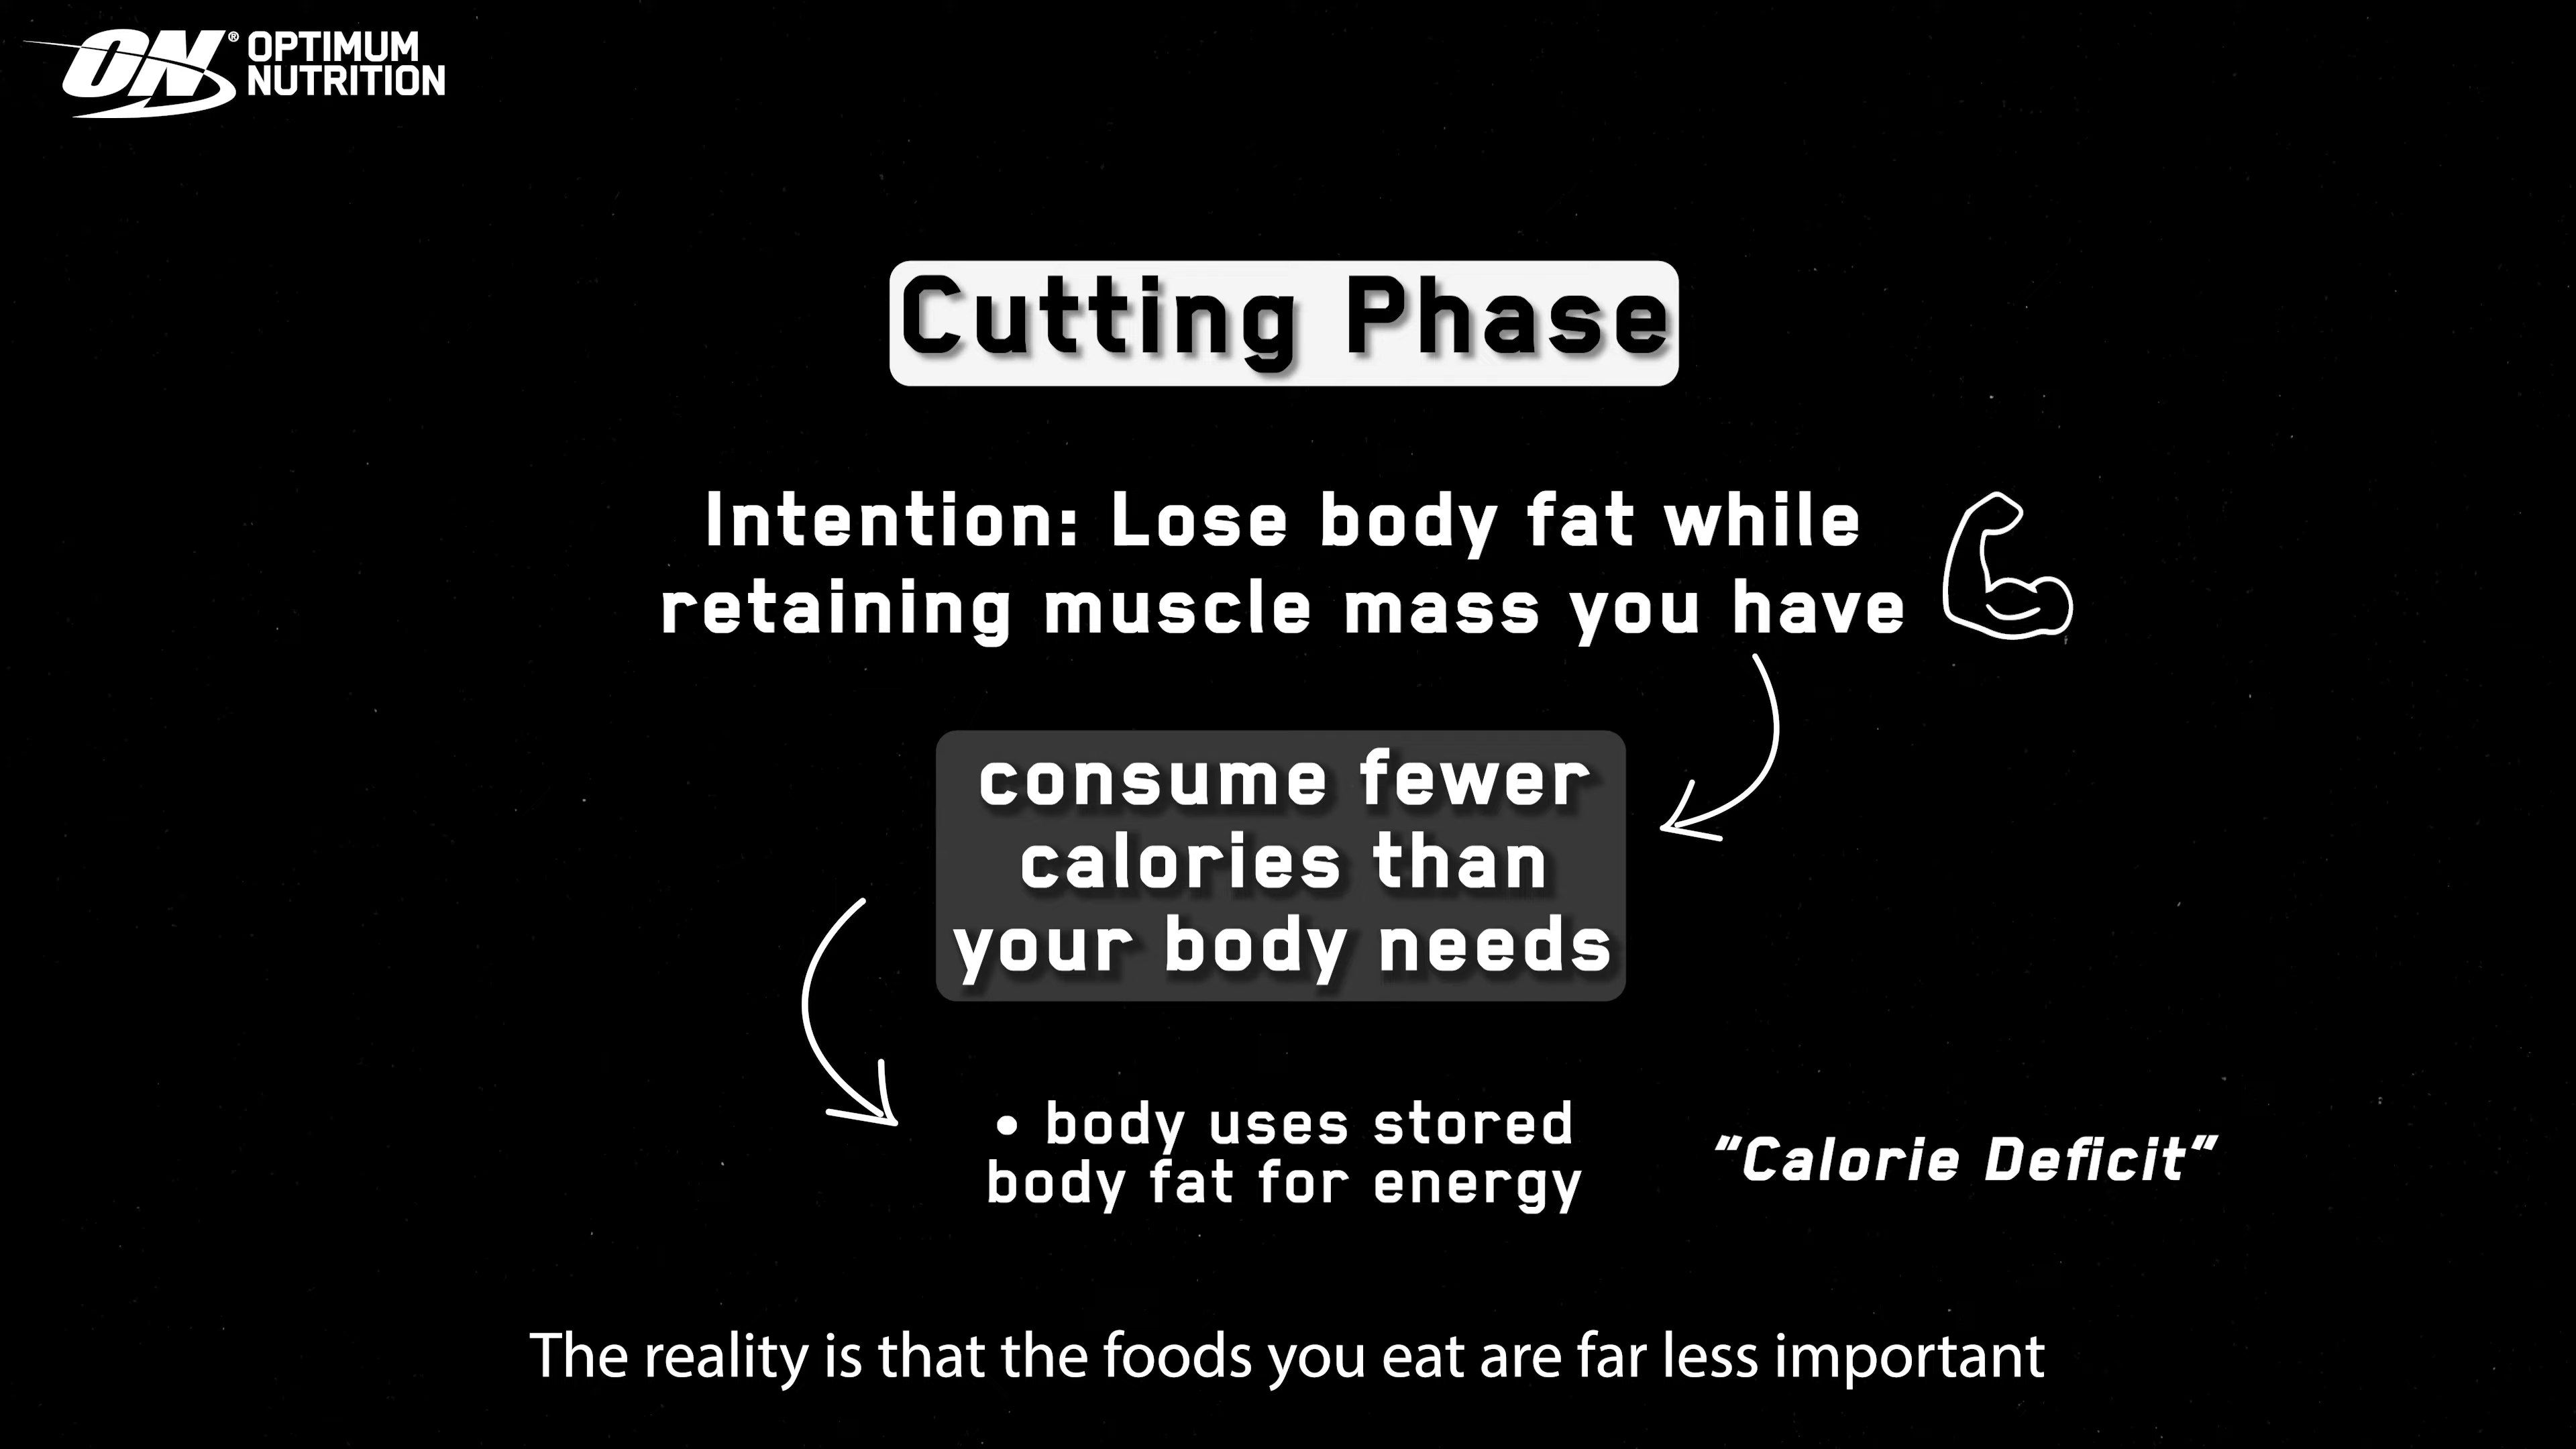 ON® OPTIMUM
NUTRITION
Cutting Phase
Intention: Lose body fat while
retaining muscle mass you have
consume fewer
calories than
your body needs
• body uses stored
body fat for energy
"Calorie Deficit"
The reality is that the foods you eat are far less important